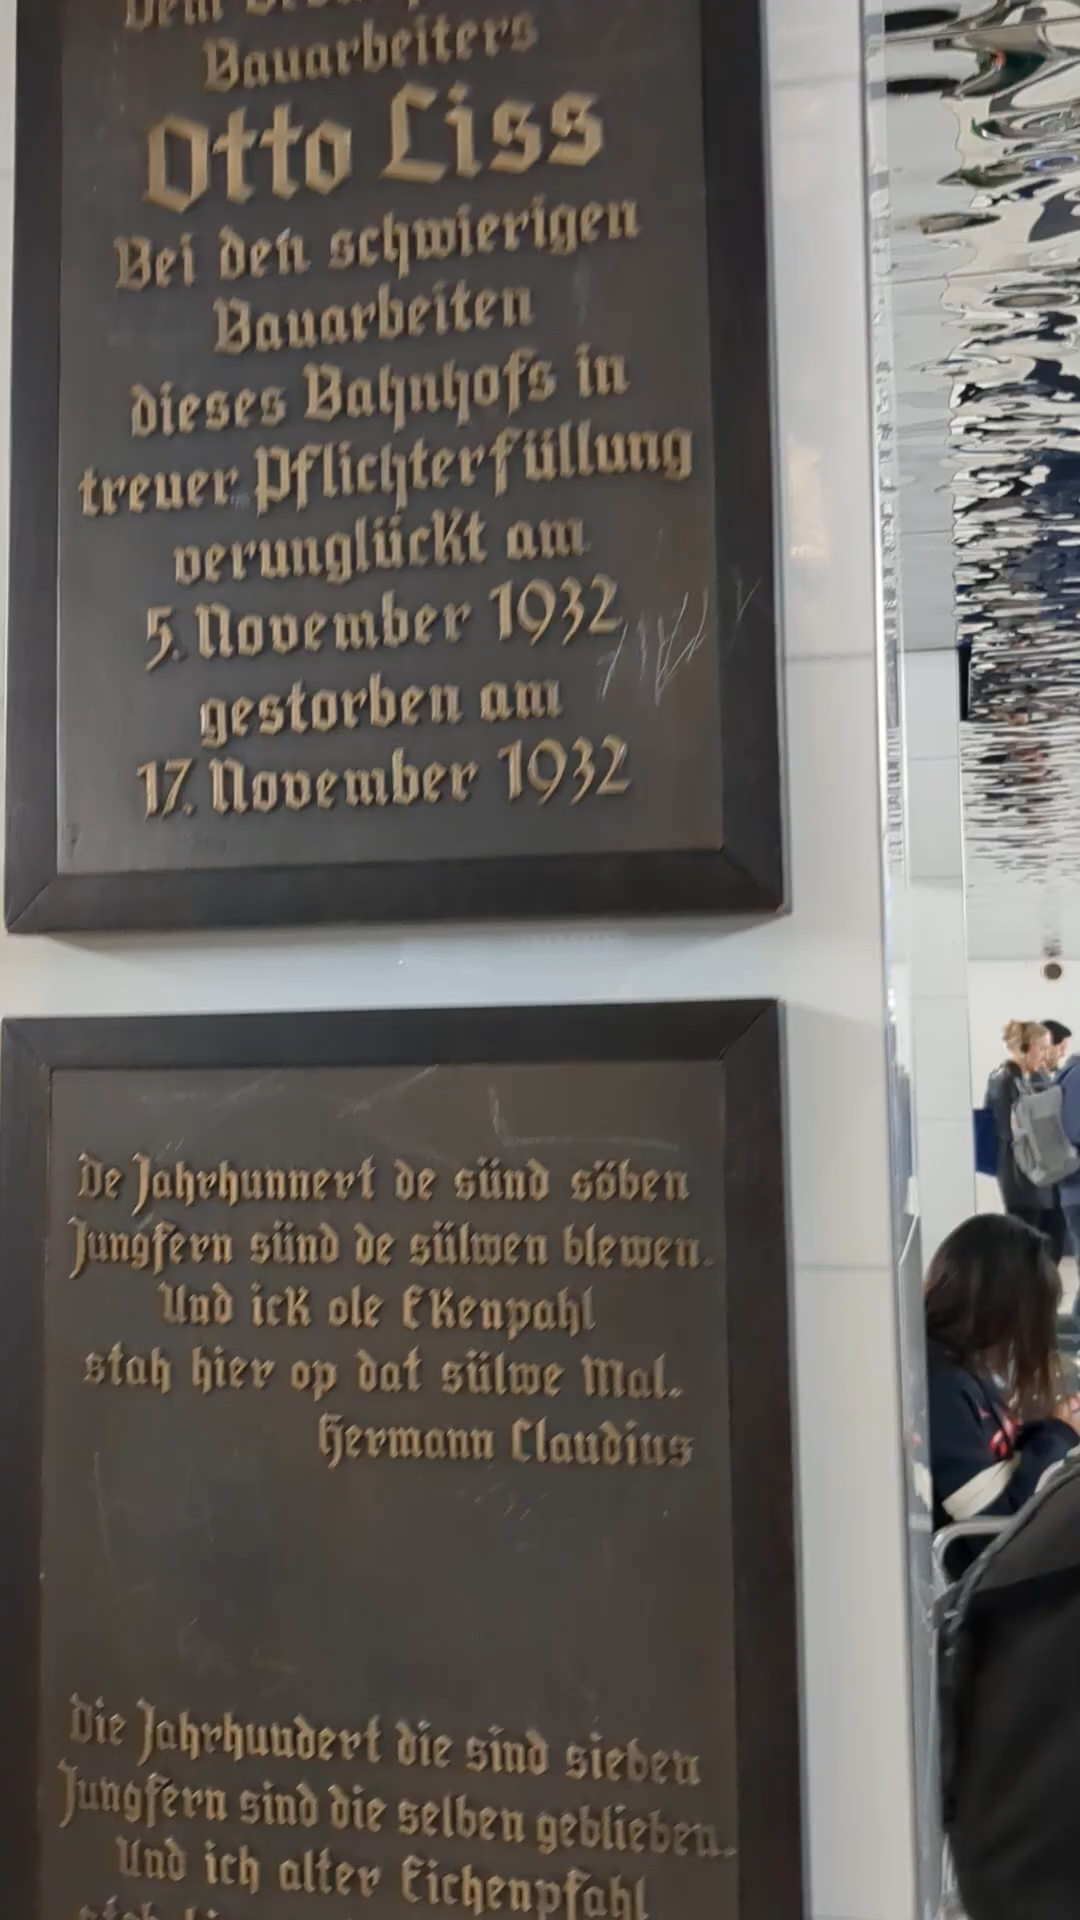 Dem
Bauarbeiters
Otto Liss
Bei den schwierigen
Bauarbeiten
dieses Bahnhofs in
treuer Pflichterfüllung
verunglückt am
5. November 1932
gestorben am
17. November 1932
De Jahrhunnert de sünd söben
Jungfern sünd de sülwen blewen.
Und ick ole Ekenpahl
stah hier op dat sülwe Mal.
Hermann Claudius
Die Jahrhundert die sind sieben
Jungfern sind die selben geblieben.
Und ich alter Eichenpfahl